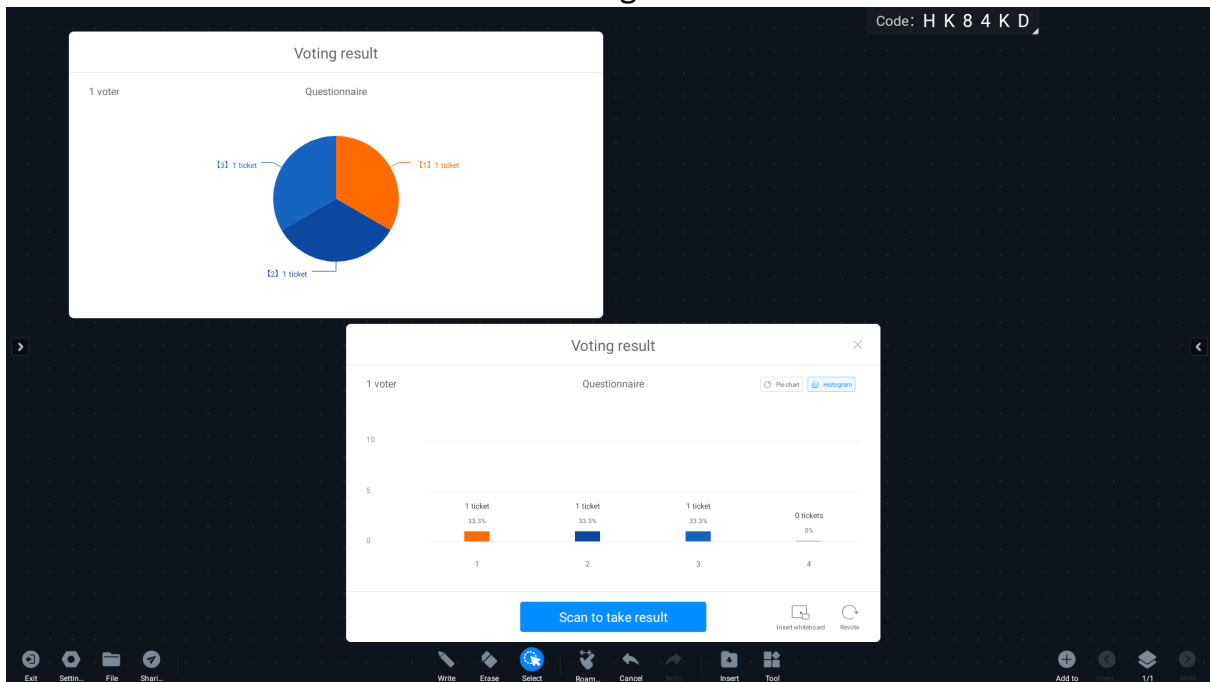 Code: HK84KD
Voting result
1 voter
Questionnaire
【3】 1 ticket
【1】 1 ticket
【2】 1 ticket
Voting result
1 voter
Questionnaire
Pie chart
Histogram
10
5
0
1 ticket
33.3%
1 ticket
33.3%
1 ticket
33.3%
0 tickets
0%
1
2
3
4
Scan to take result
Insert whiteboard
Revote
Exit
Settin...
File
Shari...
Write
Erase
Select
Roam...
Cancel
Redo
Insert
Tool
Add to
Previ...
1/1
Next